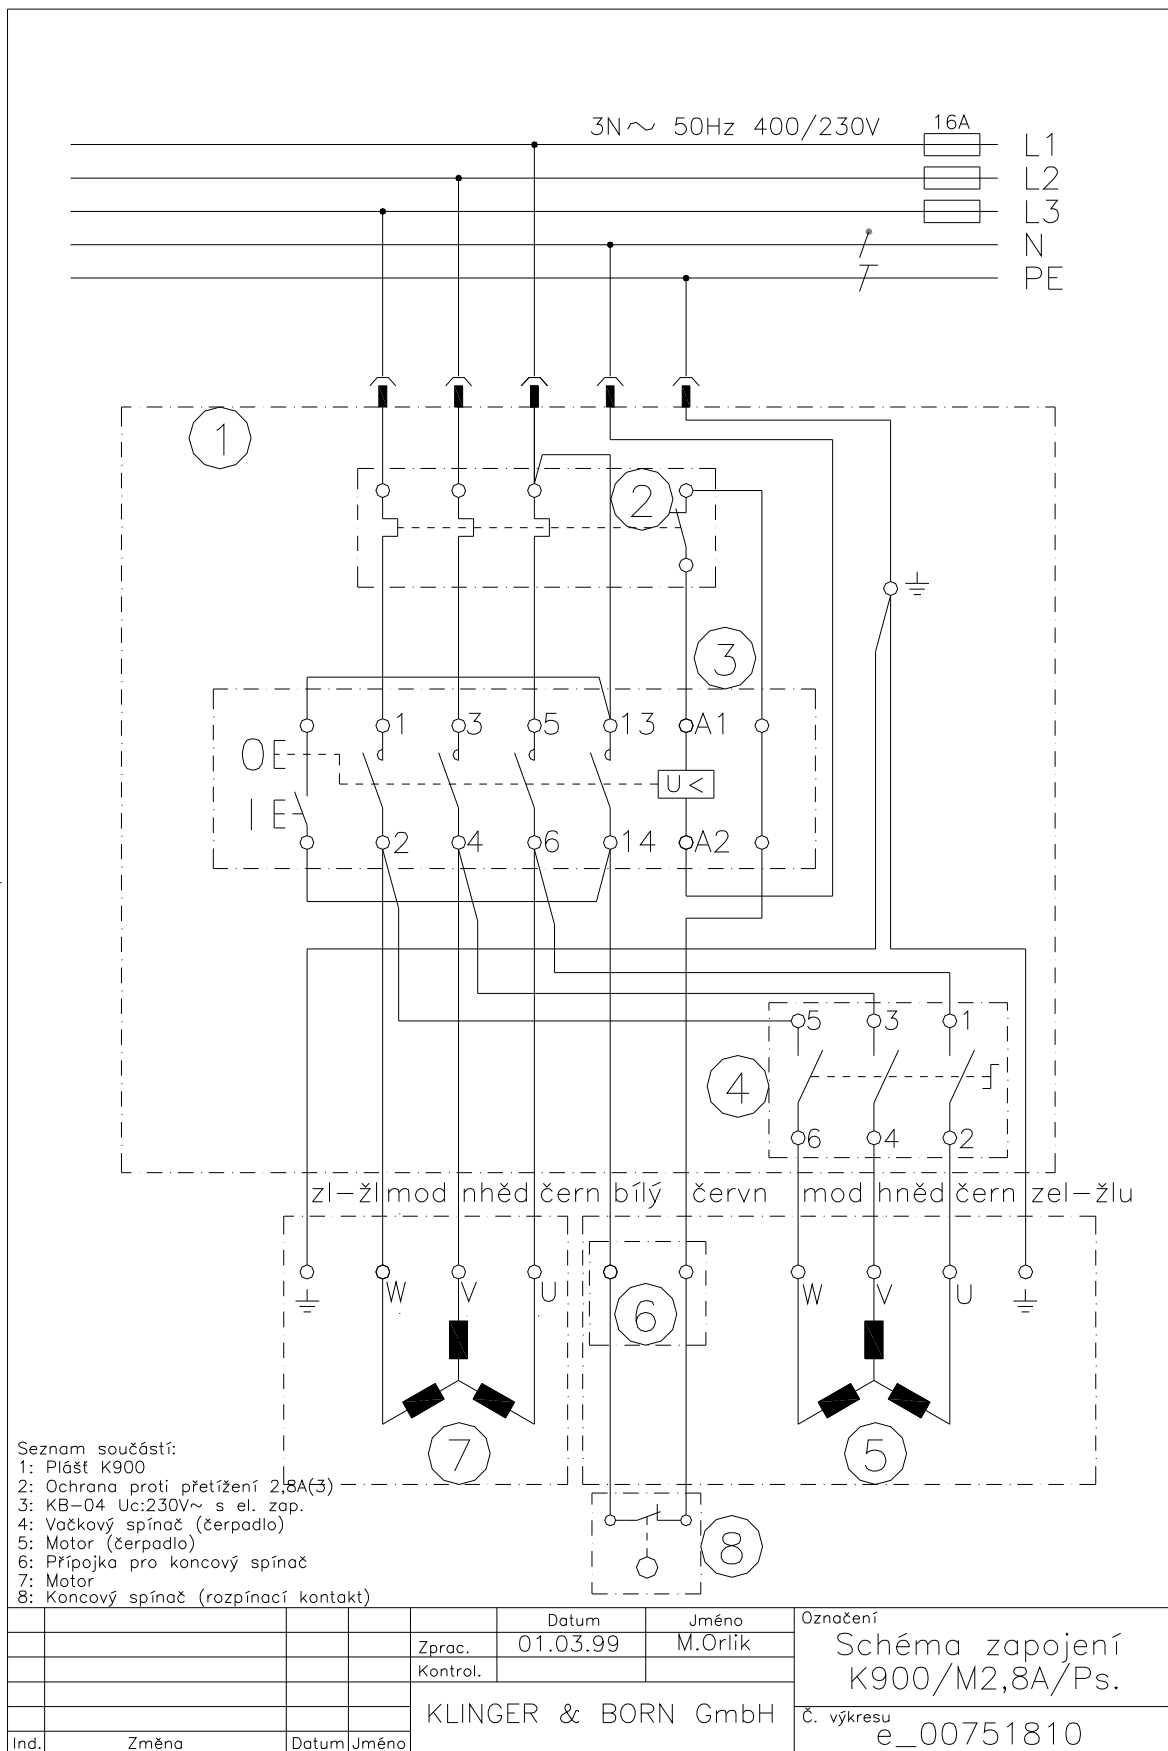 3N~ 50Hz 400/230V 16A
L1
L2
L3
N
PE
1
2
3
1 3 5 13 A1
0 E
U<
I E
2 4 6 14 A2
5 3 1
4
6 4 2
zl-žl mod nhěd čern bílý červn mod hněd čern zel-žlu
W V U W V U
6
7 5
Seznam součástí:
1: Plášť K900
2: Ochrana proti přetížení 2,8A(3)
3: KB-04 Uc:230V~ s el. zap.
4: Vačkový spínač (čerpadlo)
5: Motor (čerpadlo)
6: Přípojka pro koncový spínač
7: Motor
8: Koncový spínač (rozpínací kontakt)
8
Datum Jméno
Zprac. 01.03.99 M.Orlik
Kontrol.
KLINGER & BORN GmbH
Ind. Změna Datum Jméno
Označení
Schéma zapojení
K900/M2,8A/Ps.
Č. výkresu
e_00751810